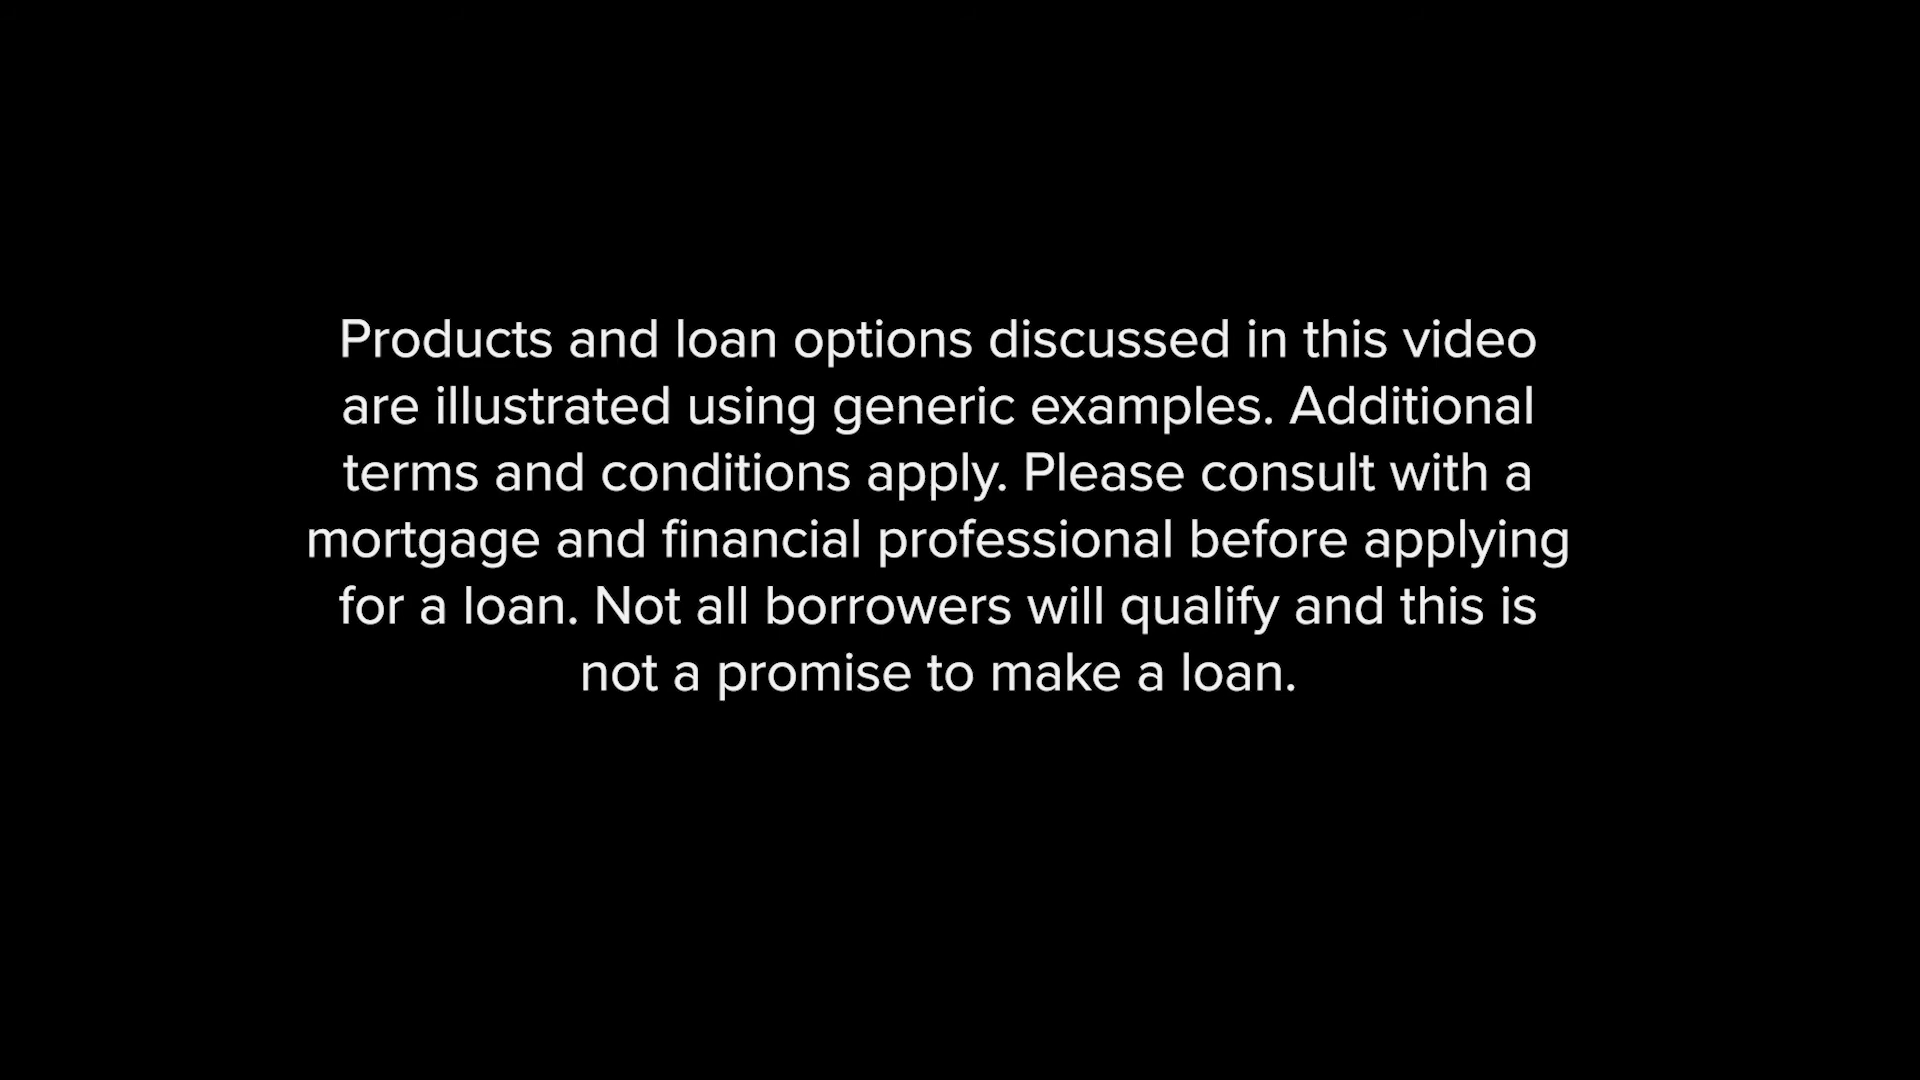 Products and loan options discussed in this video
are illustrated using generic examples. Additional
terms and conditions apply. Please consult with a
mortgage and financial professional before applying
for a loan. Not all borrowers will qualify and this is
not a promise to make a loan.